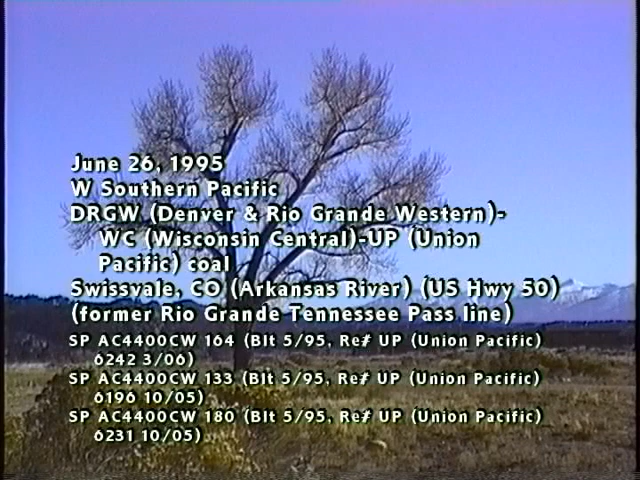 June 26, 1995
W Southern Pacific
DRGW (Denver & Rio Grande Western)-
WC (Wisconsin Central)-UP (Union
Pacific) coal
Swissvale, CO (Arkansas River) (US Hwy 50)
(former Rio Grande Tennessee Pass line)
SP AC4400CW 164 (Blt 5/95, Re# UP (Union Pacific)
6242 3/06)
SP AC4400CW 133 (Blt 5/95, Re# UP (Union Pacific)
6196 10/05)
SP AC4400CW 180 (Blt 5/95, Re# UP (Union Pacific)
6231 10/05)